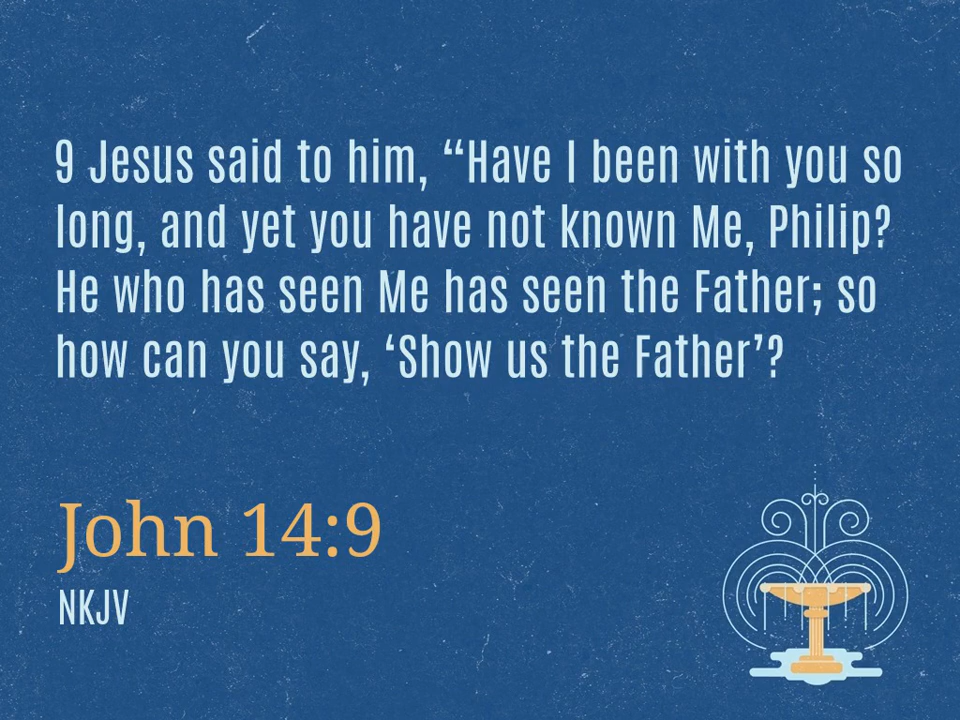 9 Jesus said to him, “Have I been with you so
long, and yet you have not known Me, Philip?
He who has seen Me has seen the Father; so
how can you say, ‘Show us the Father’?
John 14:9
NKJV